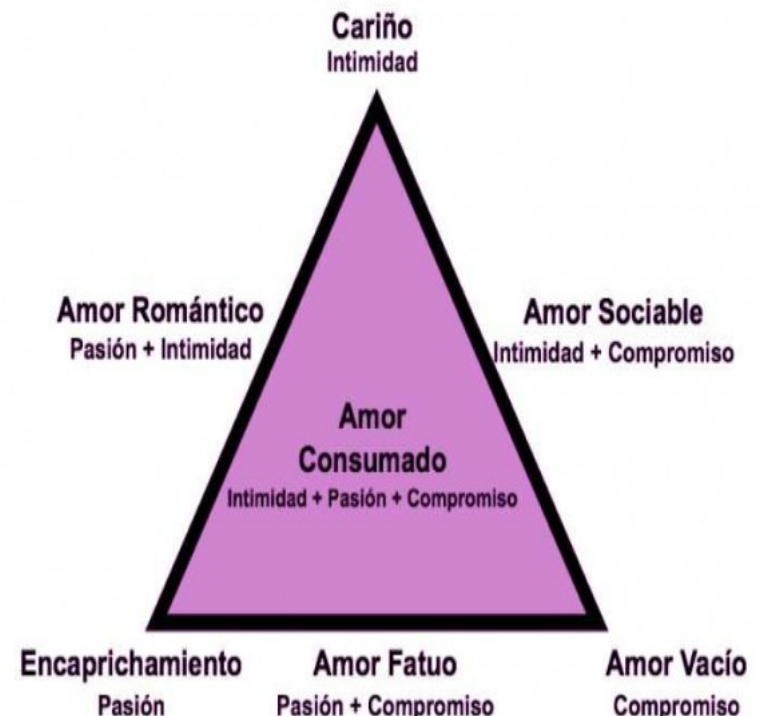 Cariño
Intimidad
Amor Romántico
Pasión + Intimidad
Amor Sociable
Intimidad + Compromiso
Amor
Consumado
Intimidad + Pasión + Compromiso
Encaprichamiento
Pasión
Amor Fatuo
Pasión + Compromiso
Amor Vacío
Compromiso